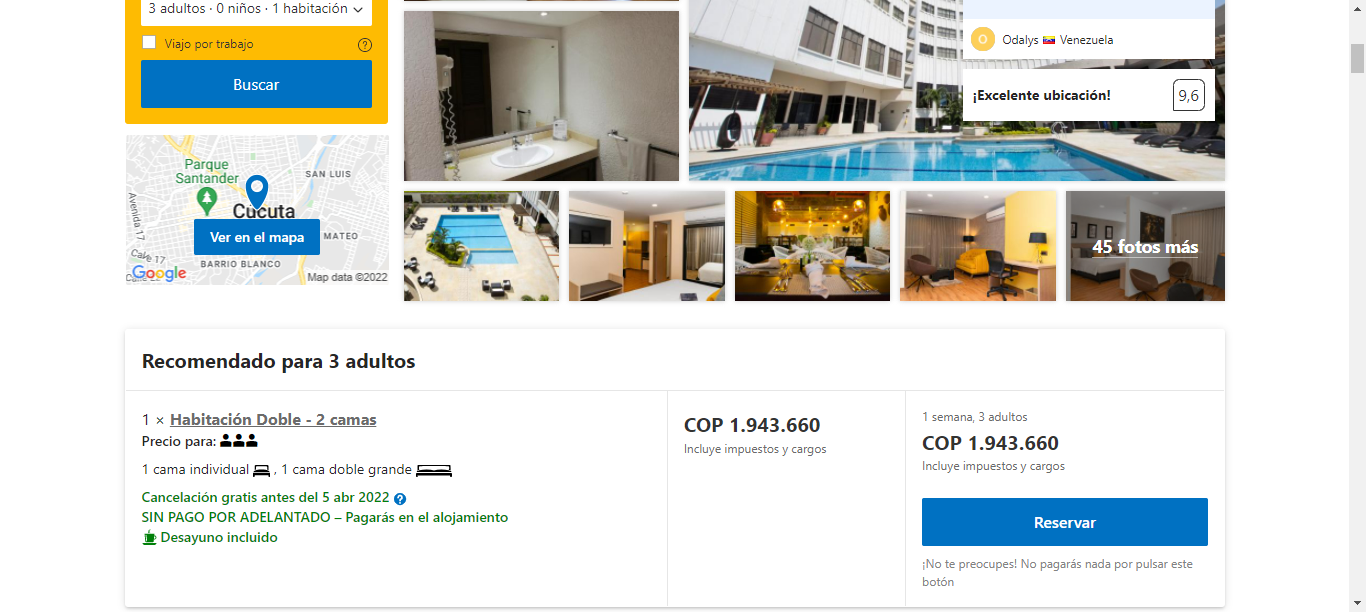 3 adultos · 0 niños · 1 habitación
Viajo por trabajo
Buscar
O Odalys Venezuela
¡Excelente ubicación! 9,6
Parque
Santander
SAN LUIS
Cúcuta
Avenida 17
Ver en el mapa
MATEO
Calle 17
BARRIO BLANCO
Google
Map data ©2022
45 fotos más
Recomendado para 3 adultos
1 × Habitación Doble - 2 camas
Precio para:
1 cama individual , 1 cama doble grande
Cancelación gratis antes del 5 abr 2022
SIN PAGO POR ADELANTADO – Pagarás en el alojamiento
Desayuno incluido
COP 1.943.660
Incluye impuestos y cargos
1 semana, 3 adultos
COP 1.943.660
Incluye impuestos y cargos
Reservar
¡No te preocupes! No pagarás nada por pulsar este
botón